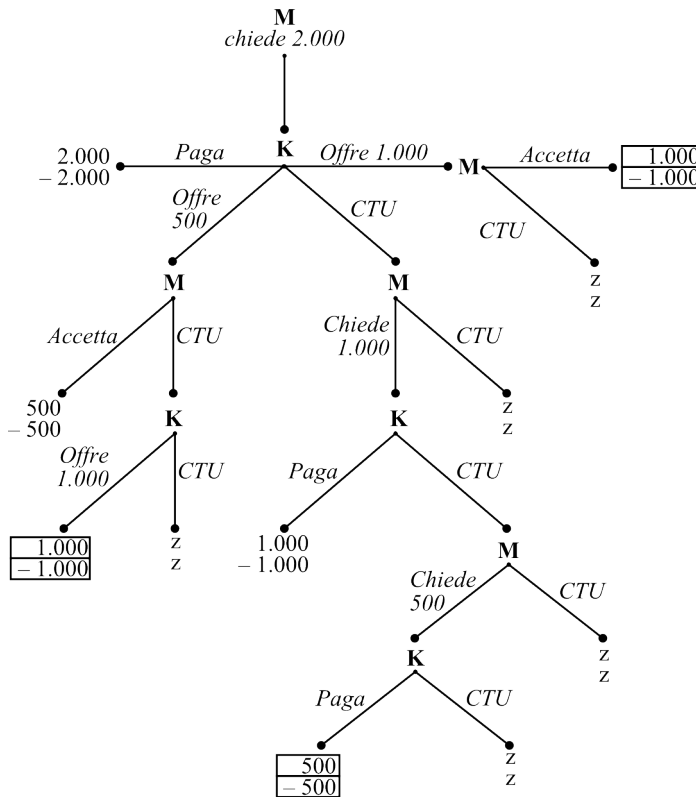 M
chiede 2.000
2.000
– 2.000
Paga
K
Offre 1.000
M
Accetta
1.000
– 1.000
Offre
500
CTU
CTU
z
z
M
M
Accetta
CTU
Chiede
1.000
CTU
500
– 500
K
K
z
z
Offre
1.000
CTU
Paga
CTU
1.000
– 1.000
z
z
1.000
– 1.000
M
Chiede
500
CTU
K
z
z
Paga
CTU
500
– 500
z
z